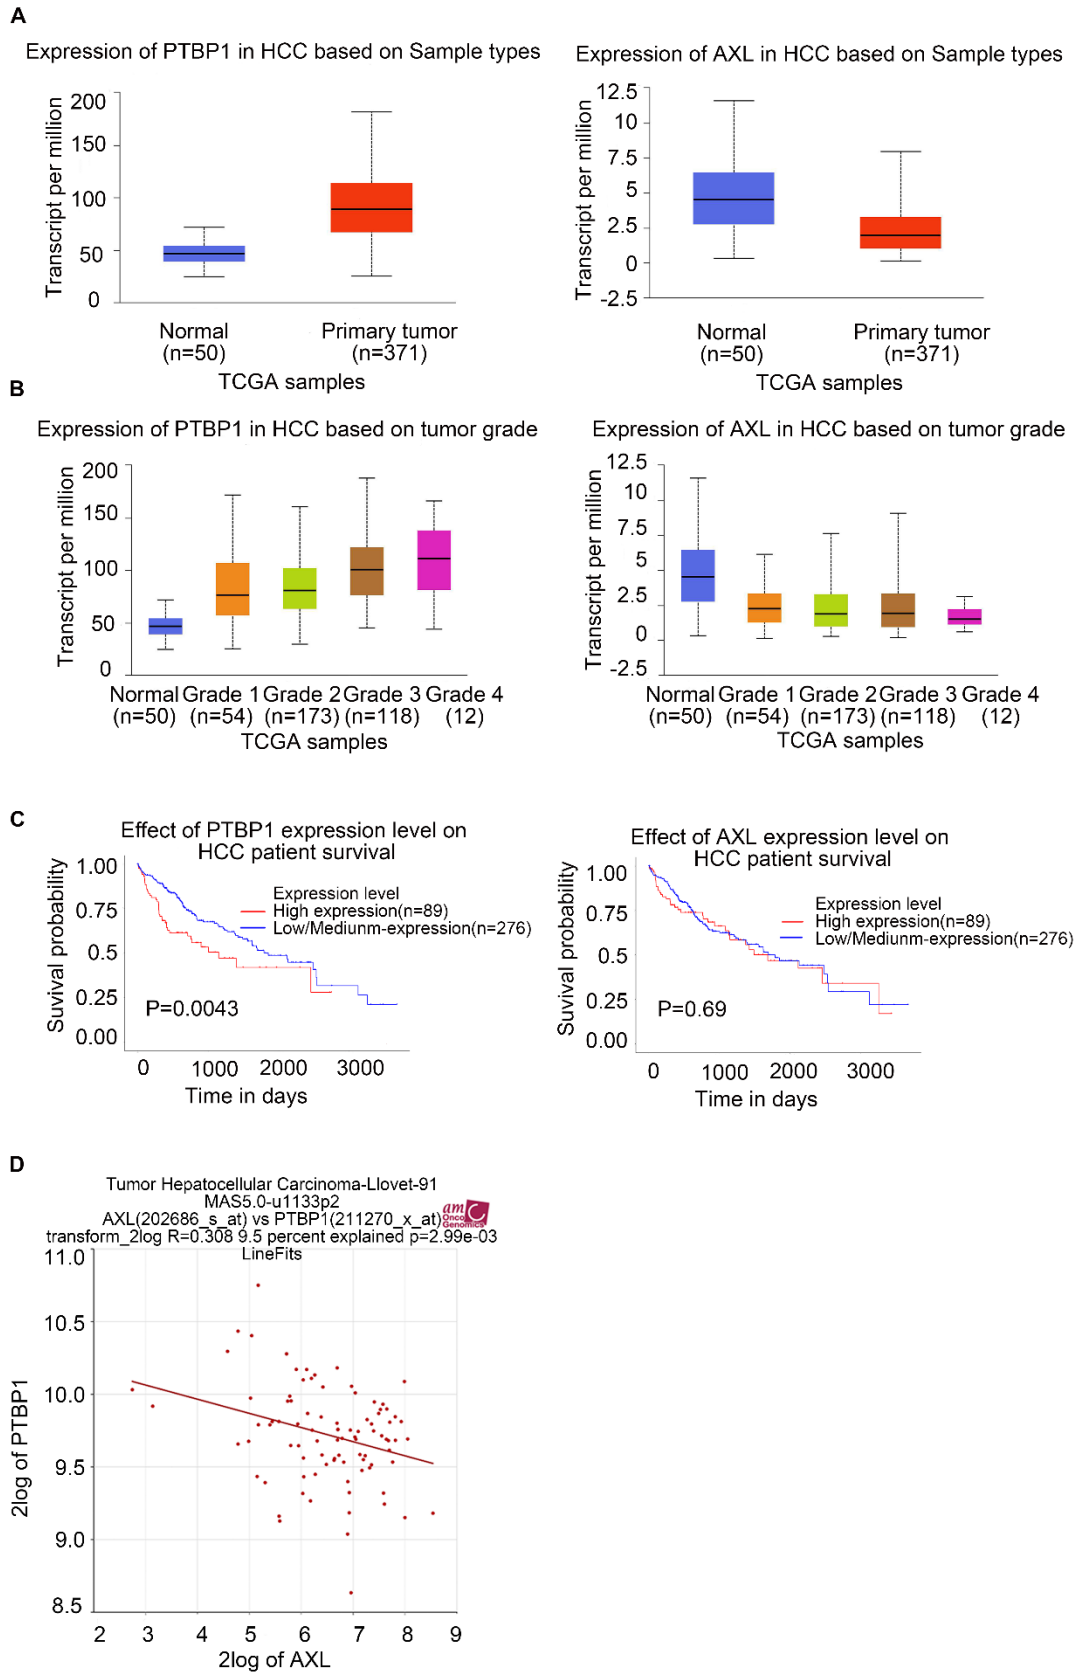 A
Expression of PTBP1 in HCC based on Sample types
Transcript per million
200
150
100
50
0
Normal
(n=50)
Primary tumor
(n=371)
TCGA samples
Expression of AXL in HCC based on Sample types
Transcript per million
12.5
10
7.5
5
2.5
0
-2.5
Normal
(n=50)
Primary tumor
(n=371)
TCGA samples
B
Expression of PTBP1 in HCC based on tumor grade
Transcript per million
200
150
100
50
0
Normal Grade 1 Grade 2 Grade 3 Grade 4
(n=50) (n=54) (n=173) (n=118) (12)
TCGA samples
Expression of AXL in HCC based on tumor grade
Transcript per million
12.5
10
7.5
5
2.5
0
-2.5
Normal Grade 1 Grade 2 Grade 3 Grade 4
(n=50) (n=54) (n=173) (n=118) (12)
TCGA samples
C
Effect of PTBP1 expression level on
HCC patient survival
Suvival probability
1.00
0.75
0.5
0.25
0.00
Expression level
High expression(n=89)
Low/Mediunm-expression(n=276)
P=0.0043
0 1000 2000 3000
Time in days
Effect of AXL expression level on
HCC patient survival
Suvival probability
1.00
0.75
0.5
0.25
0.00
Expression level
High expression(n=89)
Low/Mediunm-expression(n=276)
P=0.69
0 1000 2000 3000
Time in days
D
Tumor Hepatocellular Carcinoma-Llovet-91
MAS5.0-u1133p2
AXL(202686_s_at) vs PTBP1(211270_x_at)
amC
Onco
Genomics
transform_2log R=0.308 9.5 percent explained p=2.99e-03
LineFits
2log of PTBP1
11.0
10.5
10.0
9.5
9.0
8.5
2 3 4 5 6 7 8 9
2log of AXL